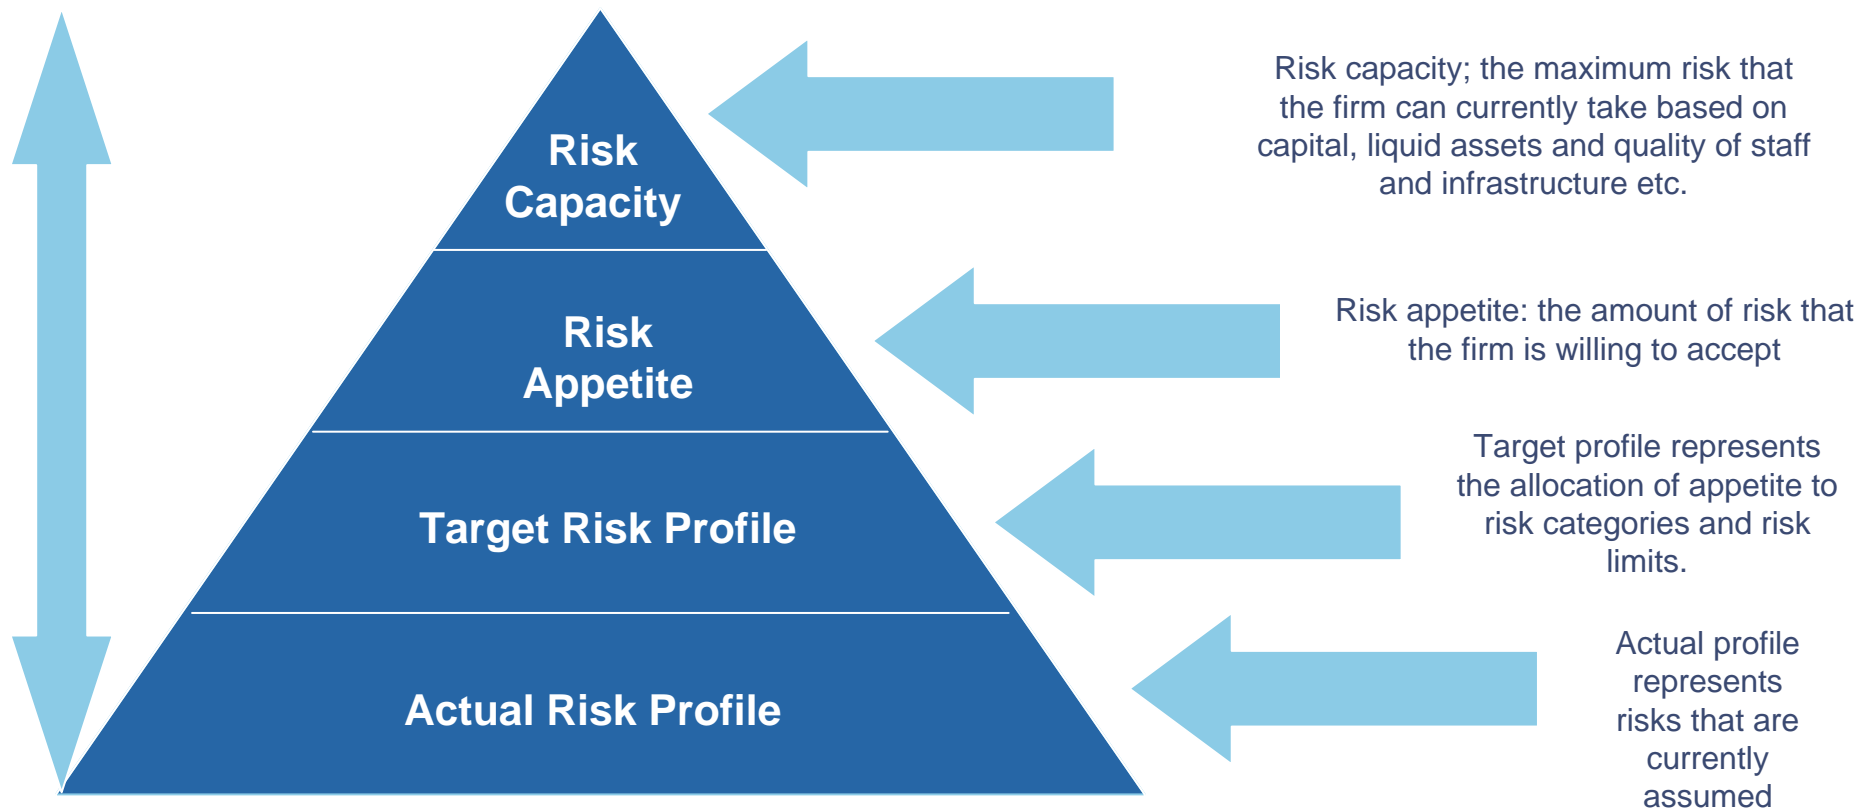 Risk
Capacity
Risk capacity; the maximum risk that
the firm can currently take based on
capital, liquid assets and quality of staff
and infrastructure etc.
Risk
Appetite
Risk appetite: the amount of risk that
the firm is willing to accept
Target Risk Profile
Target profile represents
the allocation of appetite to
risk categories and risk
limits.
Actual Risk Profile
Actual profile
represents
risks that are
currently
assumed